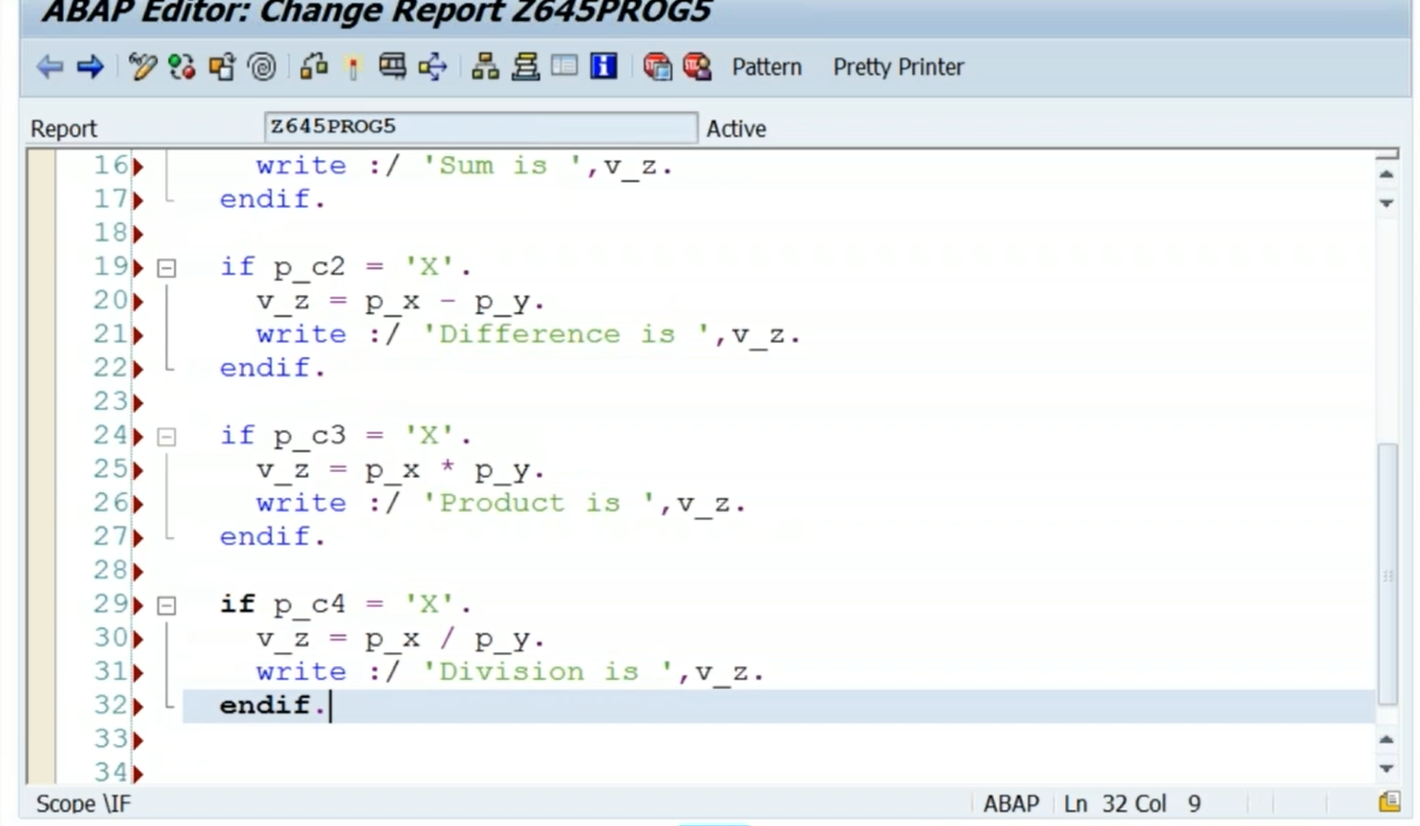 ABAP Editor: Change Report Z645PROG5
Pattern Pretty Printer
Report Z645PROG5 Active
16 write :/ 'Sum is ',v_z.
17 endif.
18
19 if p_c2 = 'X'.
20 v_z = p_x - p_y.
21 write :/ 'Difference is ',v_z.
22 endif.
23
24 if p_c3 = 'X'.
25 v_z = p_x * p_y.
26 write :/ 'Product is ',v_z.
27 endif.
28
29 if p_c4 = 'X'.
30 v_z = p_x / p_y.
31 write :/ 'Division is ',v_z.
32 endif.
33
34
Scope \IF ABAP Ln 32 Col 9